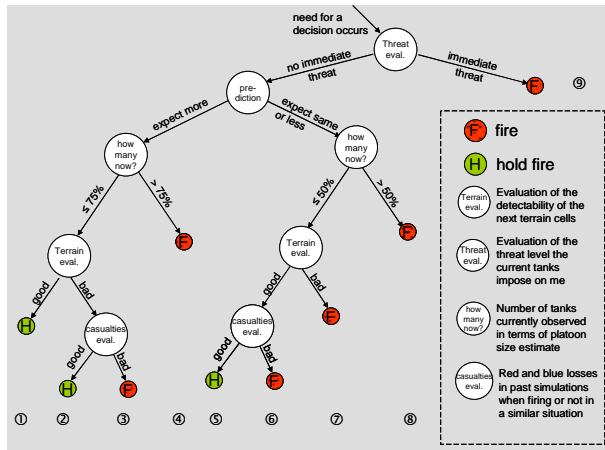 need for a
decision occurs
Threat
eval.
no immediate
threat
immediate
threat
F
⑨
pre-
diction
expect more
expect same
or less
how
many
now?
how
many
now?
≤ 75%
> 75%
≤ 50%
> 50%
Terrain
eval.
F
Terrain
eval.
F
good
bad
good
bad
H
casualties
eval.
casualties
eval.
F
good
bad
good
bad
H
F
H
F
①
②
③
④
⑤
⑥
⑦
⑧
F fire
H hold fire
Terrain
eval.
Evaluation of the
detectability of the
next terrain cells
Threat
eval.
Evaluation of the
threat level the
current tanks
impose on me
how
many
now?
Number of tanks
currently observed
in terms of platoon
size estimate
casualties
eval.
Red and blue losses
in past simulations
when firing or not in
a similar situation